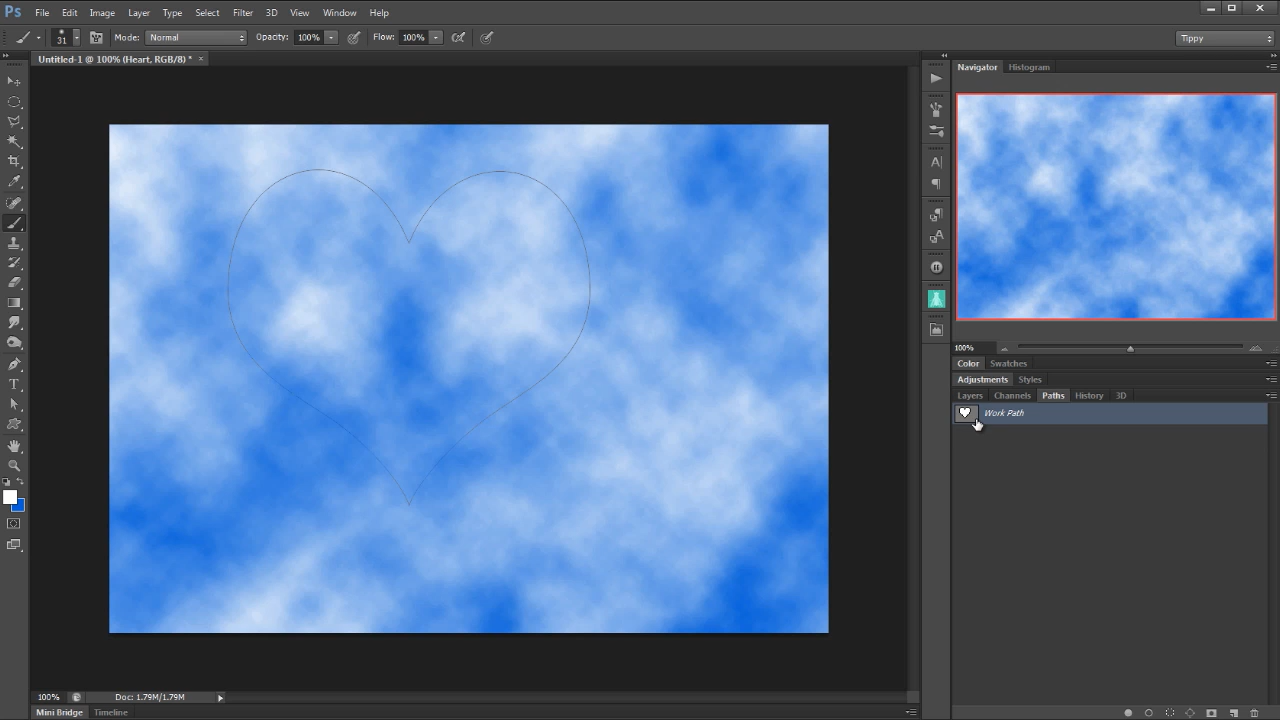 Ps File Edit Image Layer Type Select Filter 3D View Window Help
31 Mode: Normal Opacity: 100% Flow: 100% Tippy
Untitled-1 @ 100% (Heart, RGB/8) * ×
Navigator Histogram
100%
Color Swatches
Adjustments Styles
Layers Channels Paths History 3D
Work Path
100% Doc: 1.79M/1.79M
Mini Bridge Timeline